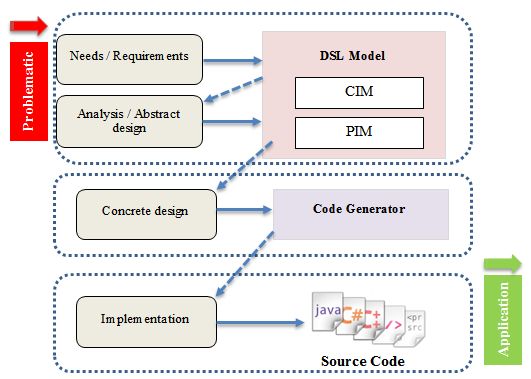 Problematic
Needs / Requirements
DSL Model
CIM
Analysis / Abstract
design
PIM
Concrete design
Code Generator
Implementation
java
C#
C+
</>
<pr
src
Source Code
Application